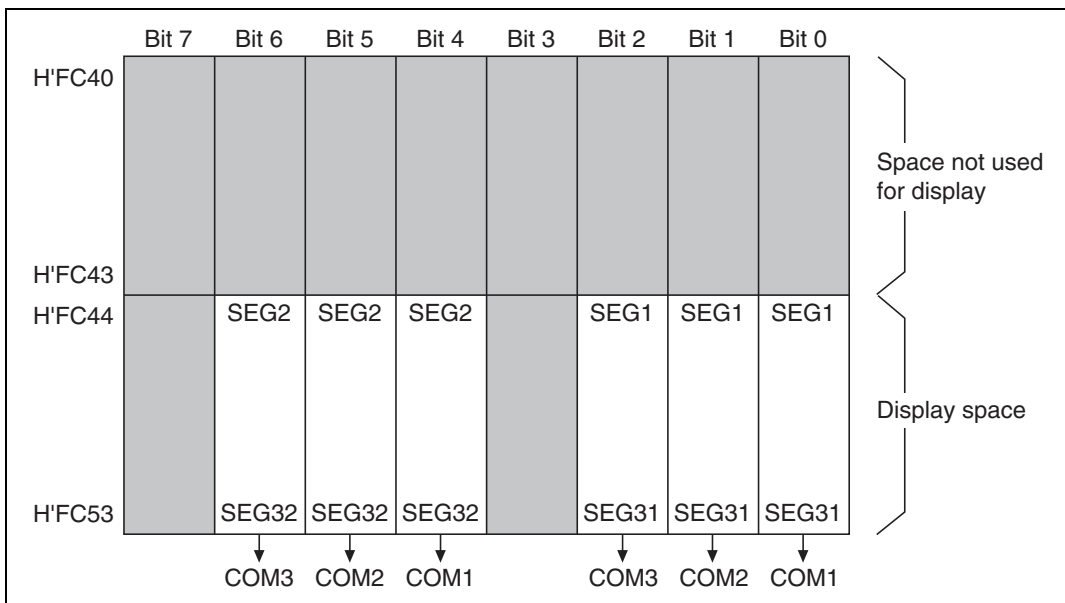 Bit 7 Bit 6 Bit 5 Bit 4 Bit 3 Bit 2 Bit 1 Bit 0
H'FC40
Space not used
for display
H'FC43
H'FC44 SEG2 SEG2 SEG2 SEG1 SEG1 SEG1
Display space
H'FC53 SEG32 SEG32 SEG32 SEG31 SEG31 SEG31
COM3 COM2 COM1 COM3 COM2 COM1